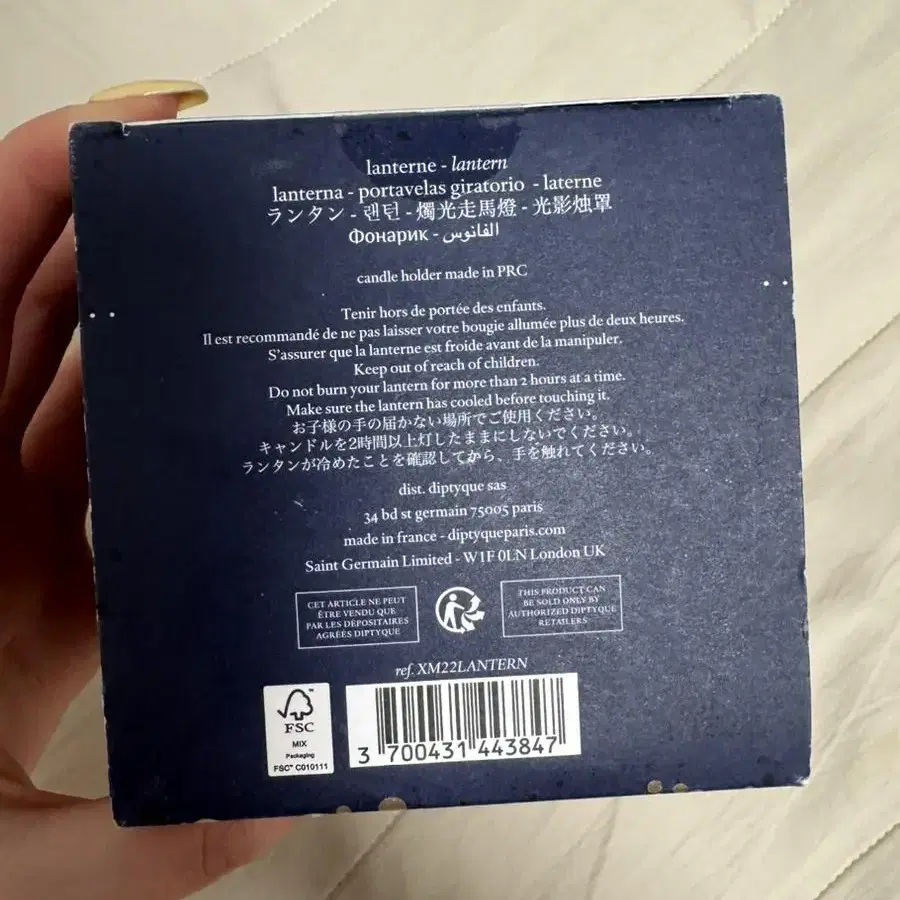 lanterne - lantern
lanterna - portavelas giratorio - laterne
ランタン - 랜턴 - 燭光走馬燈 - 光影烛罩
Фонарик - الفانوس
candle holder made in PRC
Tenir hors de portée des enfants.
Il est recommandé de ne pas laisser votre bougie allumée plus de deux heures.
S'assurer que la lanterne est froide avant de la manipuler.
Keep out of reach of children.
Do not burn your lantern for more than 2 hours at a time.
Make sure the lantern has cooled before touching it.
お子様の手の届かない場所でご使用ください。
キャンドルを2時間以上灯したままにしないでください。
ランタンが冷めたことを確認してから、手を触れてください。
dist. diptyque sas
34 bd st germain 75005 paris
made in france - diptyqueparis.com
Saint Germain Limited - W1F 0LN London UK
CET ARTICLE NE PEUT
ÊTRE VENDU QUE
PAR LES DÉPOSITAIRES
AGRÉÉS DIPTYQUE
THIS PRODUCT CAN
BE SOLD ONLY BY
AUTHORIZED DIPTYQUE
RETAILERS
ref. XM22LANTERN
FSC
MIX
Packaging
FSC™ C010111
3 700431 443847